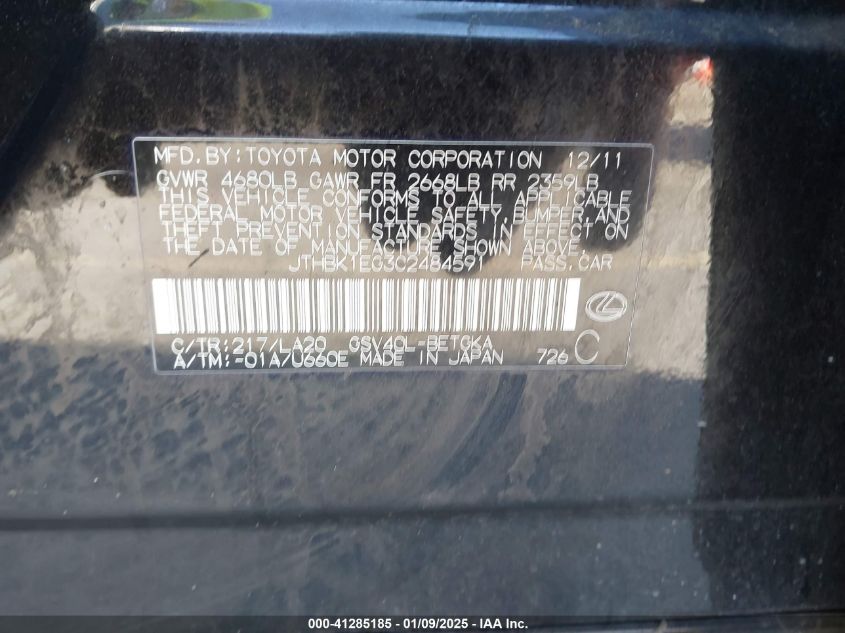 MFD.BY:TOYOTA MOTOR CORPORATION 12/11
GVWR 4680LB GAWR FR 2668LB RR 2359LB
THIS VEHICLE CONFORMS TO ALL APPLICABLE
FEDERAL MOTOR VEHICLE SAFETY, BUMPER, AND
THEFT PREVENTION STANDARDS IN EFFECT ON
THE DATE OF MANUFACTURE SHOWN ABOVE.
JTHBK1EG3C2484591 PASS.CAR
C/TR:217/LA20 GSV40L-BETGKA
A/TM:-01A/U660E MADE IN JAPAN 726 C
000-41285185 - 01/09/2025 - IAA Inc.